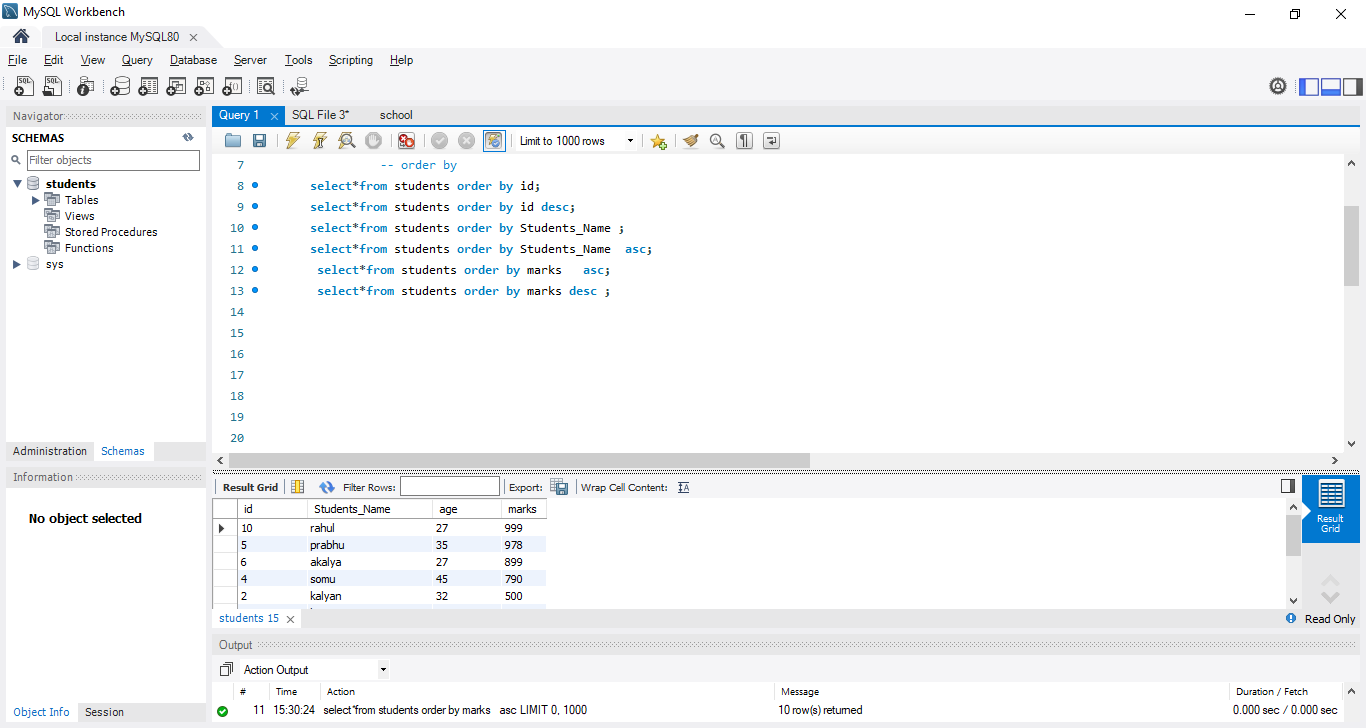 MySQL Workbench
Local instance MySQL80
File Edit View Query Database Server Tools Scripting Help
Navigator
SCHEMAS
Filter objects
students
Tables
Views
Stored Procedures
Functions
sys
Administration Schemas
Information
No object selected
Object Info Session
Query 1 SQL File 3* school
Limit to 1000 rows
7 -- order by
8 select*from students order by id;
9 select*from students order by id desc;
10 select*from students order by Students_Name ;
11 select*from students order by Students_Name asc;
12 select*from students order by marks asc;
13 select*from students order by marks desc ;
14
15
16
17
18
19
20
Result Grid Filter Rows: Export: Wrap Cell Content:
id Students_Name age marks
10 rahul 27 999
5 prabhu 35 978
6 akalya 27 899
4 somu 45 790
2 kalyan 32 500
Result
Grid
students 15
Read Only
Output
Action Output
# Time Action Message Duration / Fetch
11 15:30:24 select*from students order by marks asc LIMIT 0, 1000 10 row(s) returned 0.000 sec / 0.000 sec